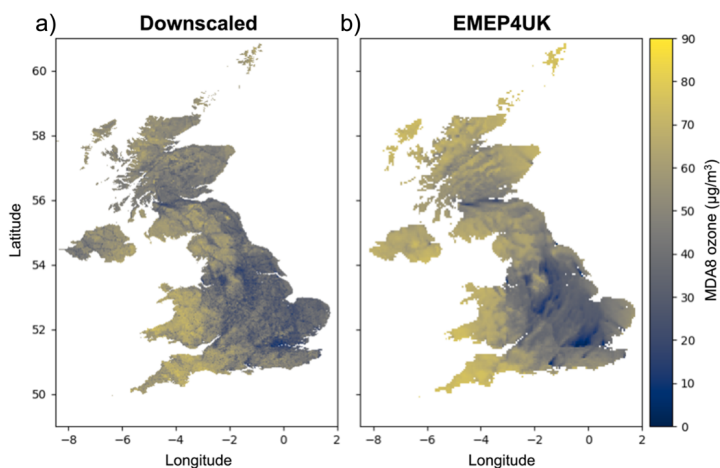 a) Downscaled b) EMEP4UK
60
58
56
54
52
50
Latitude
−8 −6 −4 −2 0 2
Longitude
−8 −6 −4 −2 0 2
Longitude
90
80
70
60
50
40
30
20
10
0
MDA8 ozone (μg/m³)